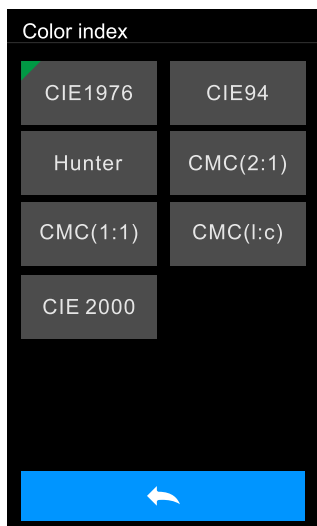 Color index
CIE1976
CIE94
Hunter
CMC(2:1)
CMC(1:1)
CMC(l:c)
CIE 2000